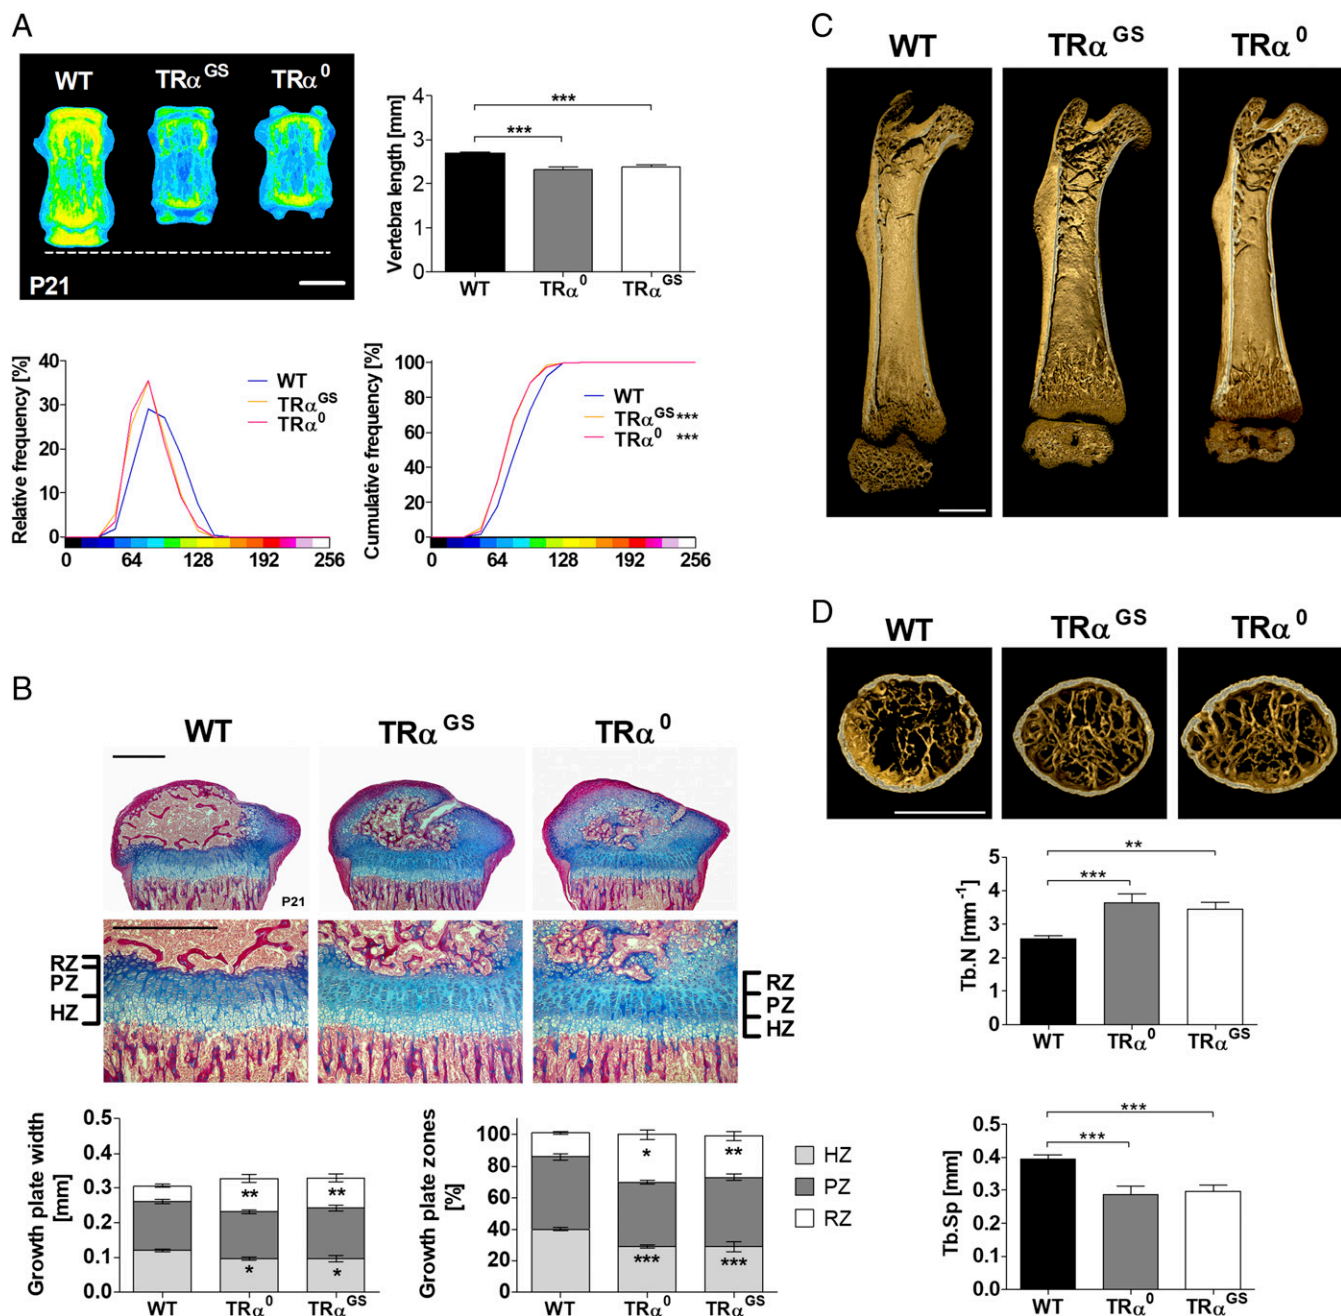 A
WT TRα^GS TRα^0
P21
Vertebra length [mm]
4
3
2
1
0
*** 
***
WT TRα^0 TRα^GS
Relative frequency [%]
40
30
20
10
0
WT
TRα^GS
TRα^0
0 64 128 192 256
Cumulative frequency [%]
100
80
60
40
20
0
WT
TRα^GS ***
TRα^0 ***
0 64 128 192 256
B
WT TRα^GS TRα^0
P21
RZ
PZ
HZ
RZ
PZ
HZ
Growth plate width
[mm]
0.5
0.4
0.3
0.2
0.1
0.0
** **
* *
WT TRα^0 TRα^GS
Growth plate zones
[%]
100
80
60
40
20
0
* **
*** ***
WT TRα^0 TRα^GS
HZ
PZ
RZ
C
WT TRα^GS TRα^0
D
WT TRα^GS TRα^0
Tb.N [mm^-1]
5
4
3
2
1
0
**
***
WT TRα^0 TRα^GS
Tb.Sp [mm]
0.5
0.4
0.3
0.2
0.1
0.0
***
***
WT TRα^0 TRα^GS